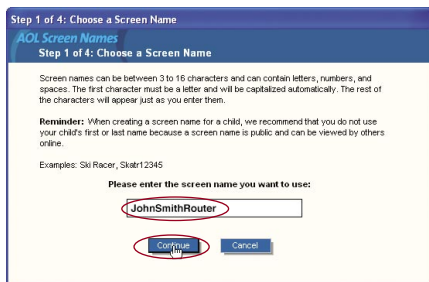 Step 1 of 4: Choose a Screen Name
AOL Screen Names
Step 1 of 4: Choose a Screen Name
Screen names can be between 3 to 16 characters and can contain letters, numbers, and
spaces. The first character must be a letter and will be capitalized automatically. The rest of
the characters will appear just as you enter them.
Reminder: When creating a screen name for a child, we recommend that you do not use
your child's first or last name because a screen name is public and can be viewed by others
online.
Examples: Ski Racer, Skatr12345
Please enter the screen name you want to use:
JohnSmithRouter
Continue Cancel